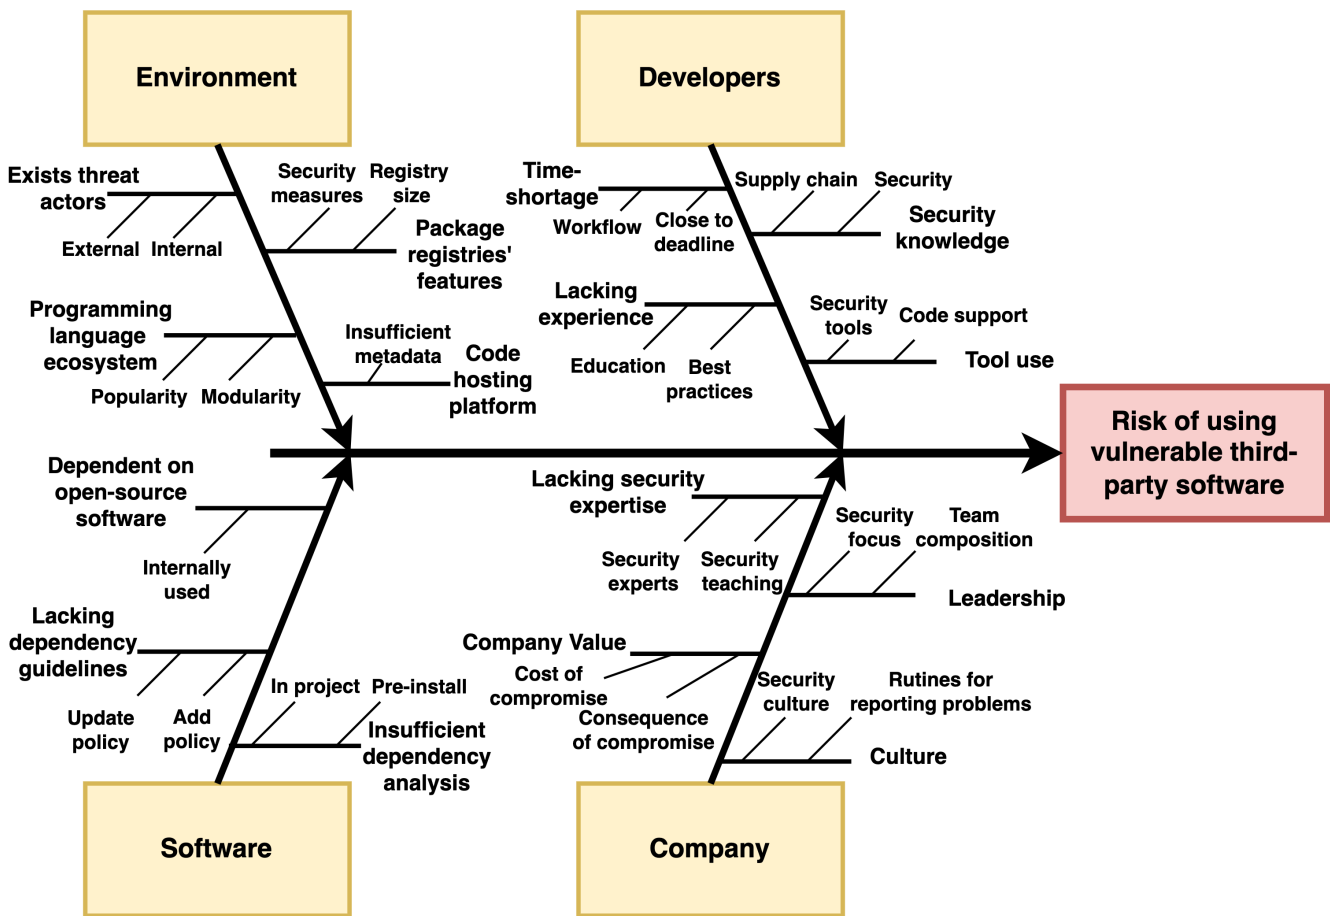 Environment
Developers
Exists threat
actors
External
Internal
Security
measures
Registry
size
Package
registries'
features
Programming
language
ecosystem
Popularity
Modularity
Insufficient
metadata
Code
hosting
platform
Time-
shortage
Workflow
Close to
deadline
Supply chain
Security
Security
knowledge
Lacking
experience
Education
Best
practices
Security
tools
Code support
Tool use
Risk of using
vulnerable third-
party software
Dependent on
open-source
software
Internally
used
Lacking
dependency
guidelines
Update
policy
Add
policy
In project
Pre-install
Insufficient
dependency
analysis
Lacking security
expertise
Security
experts
Security
teaching
Security
focus
Team
composition
Leadership
Company Value
Cost of
compromise
Consequence
of compromise
Security
culture
Rutines for
reporting problems
Culture
Software
Company